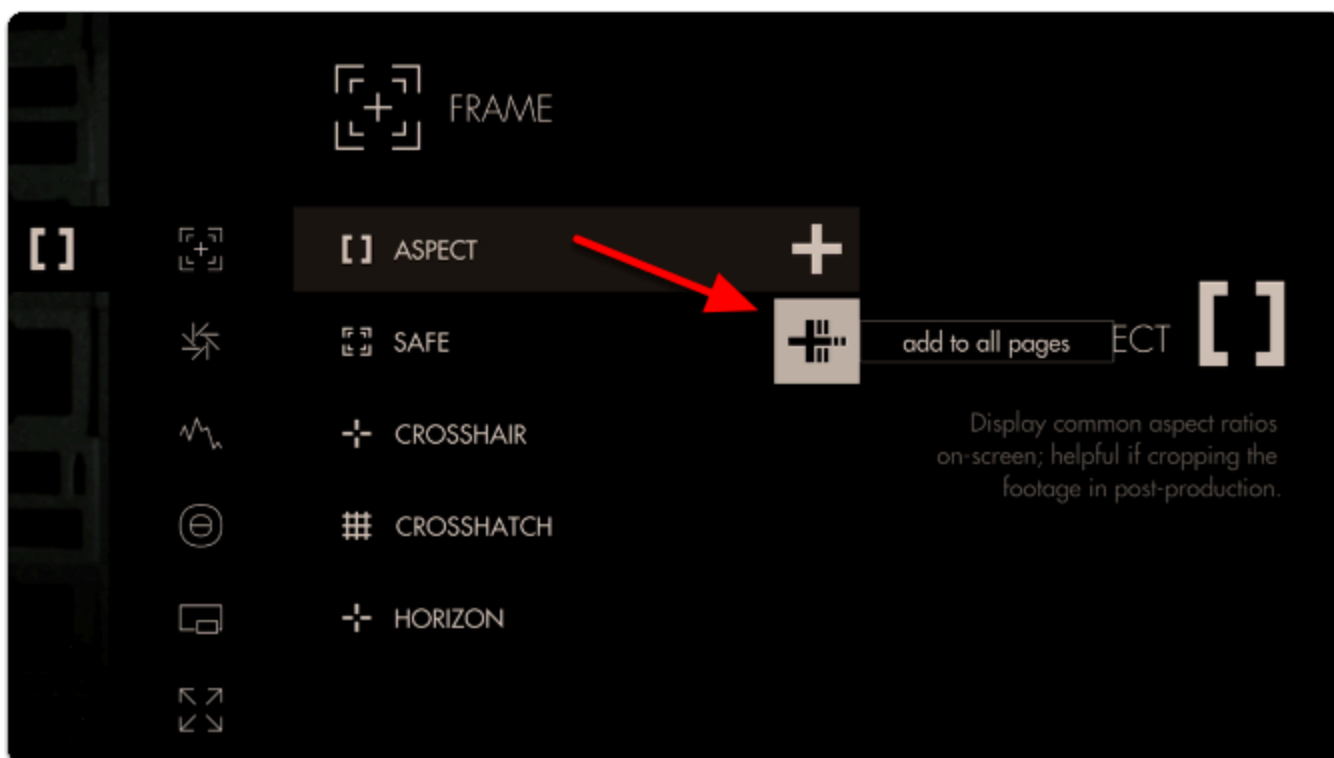 FRAME
ASPECT
SAFE
add to all pages
ECT
CROSSHAIR
Display common aspect ratios
on-screen; helpful if cropping the
footage in post-production.
CROSSHATCH
HORIZON